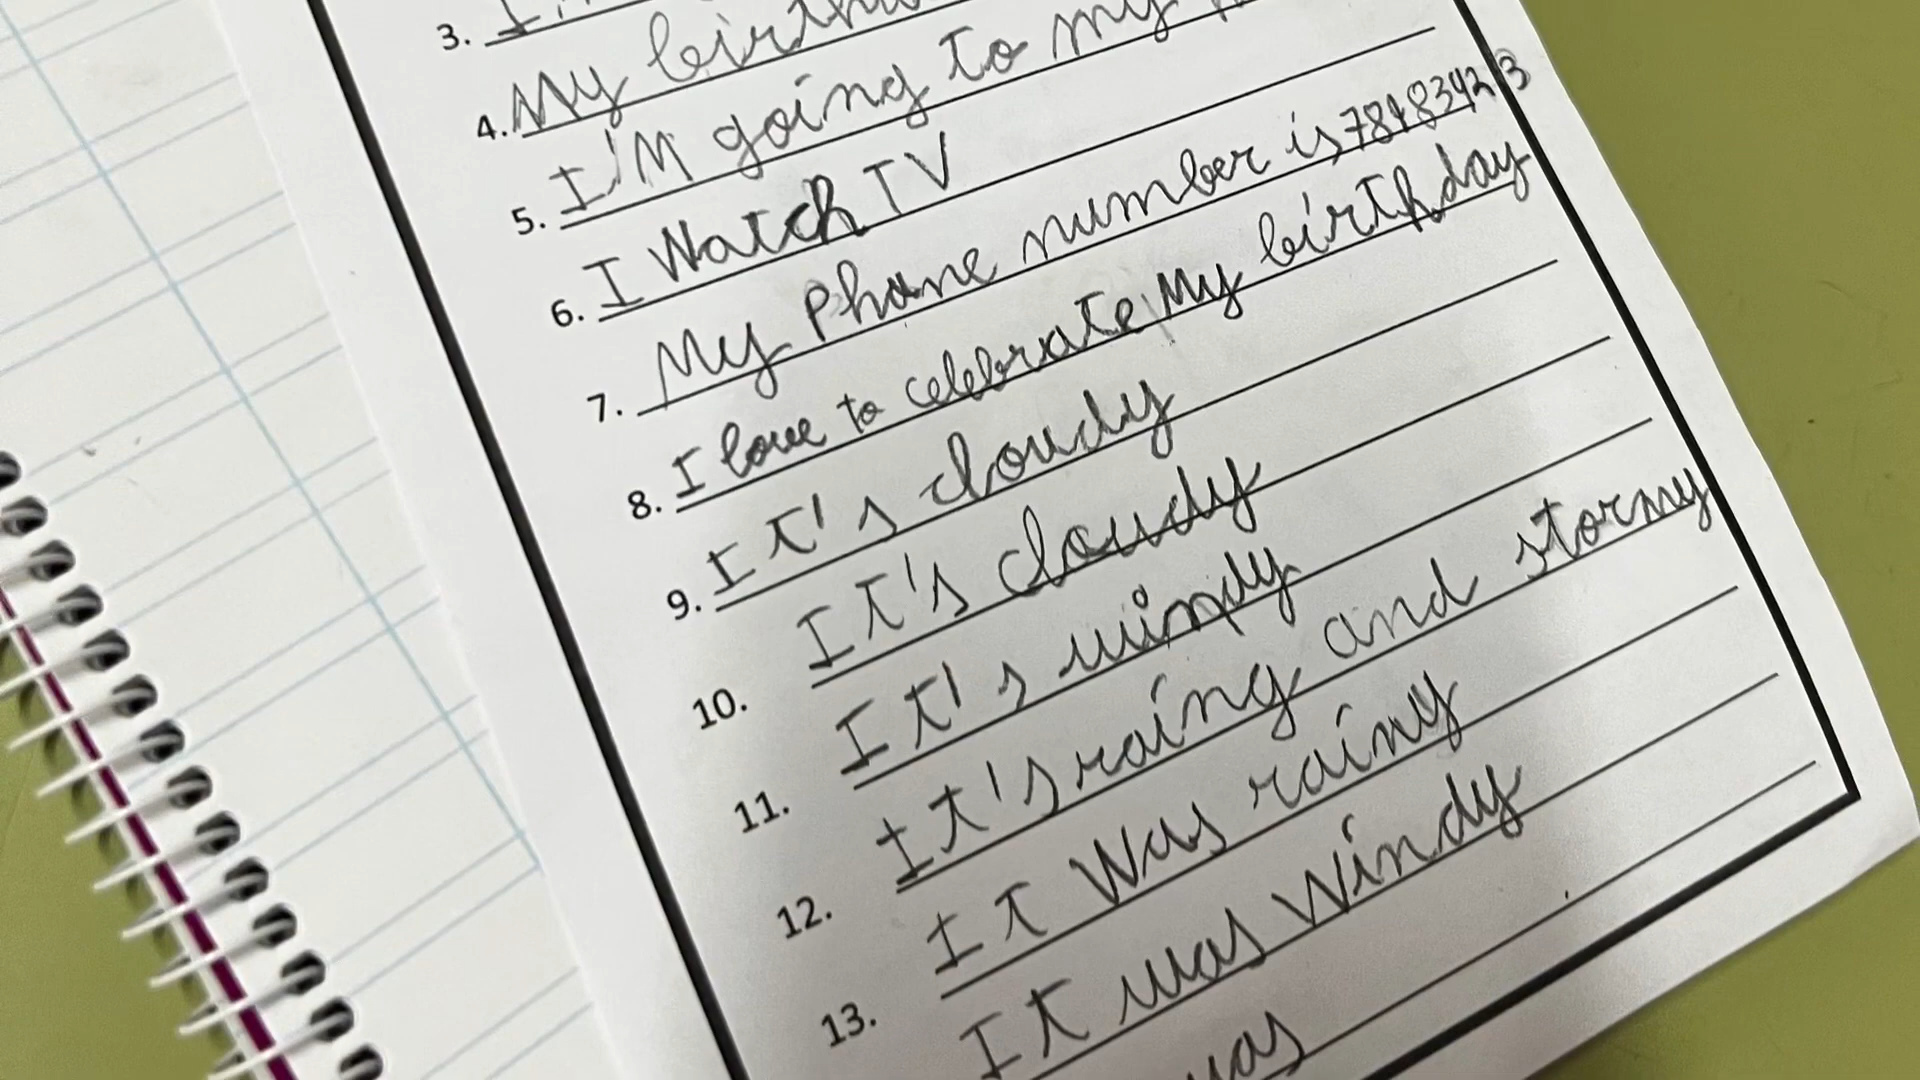 3.
4. My
5. I'M going to my
6. I Watch TV
7. My Phone number is
8. I love to celebrate My birthday
9. It's cloudy
10. It's cloudy
11. It's windy
12. It's raing and stormy
13. It Was rainy
It was Windy
was